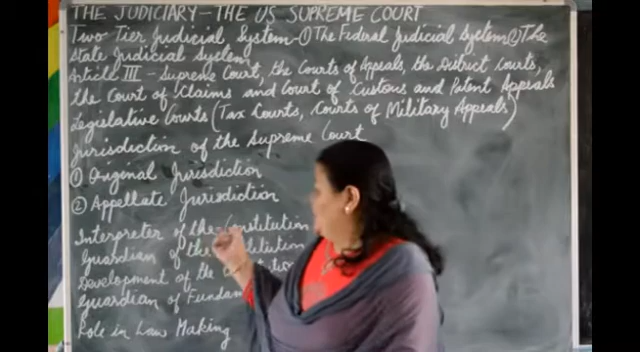 THE JUDICIARY-THE US SUPREME COURT
Two Tier Judicial System-① The Federal Judicial System ② The
State Judicial System
Article III - Supreme Court, the Courts of Appeals, the District Courts,
the Court of Claims and Court of Customs and Patent Appeals
Legislative Courts (Tax Courts, Courts of Military Appeals)
Jurisdiction of the Supreme Court
① Original Jurisdiction
② Appellate Jurisdiction
Interpreter of the Constitution
Guardian of the
Development of the
Guardian of
Role in Law Making